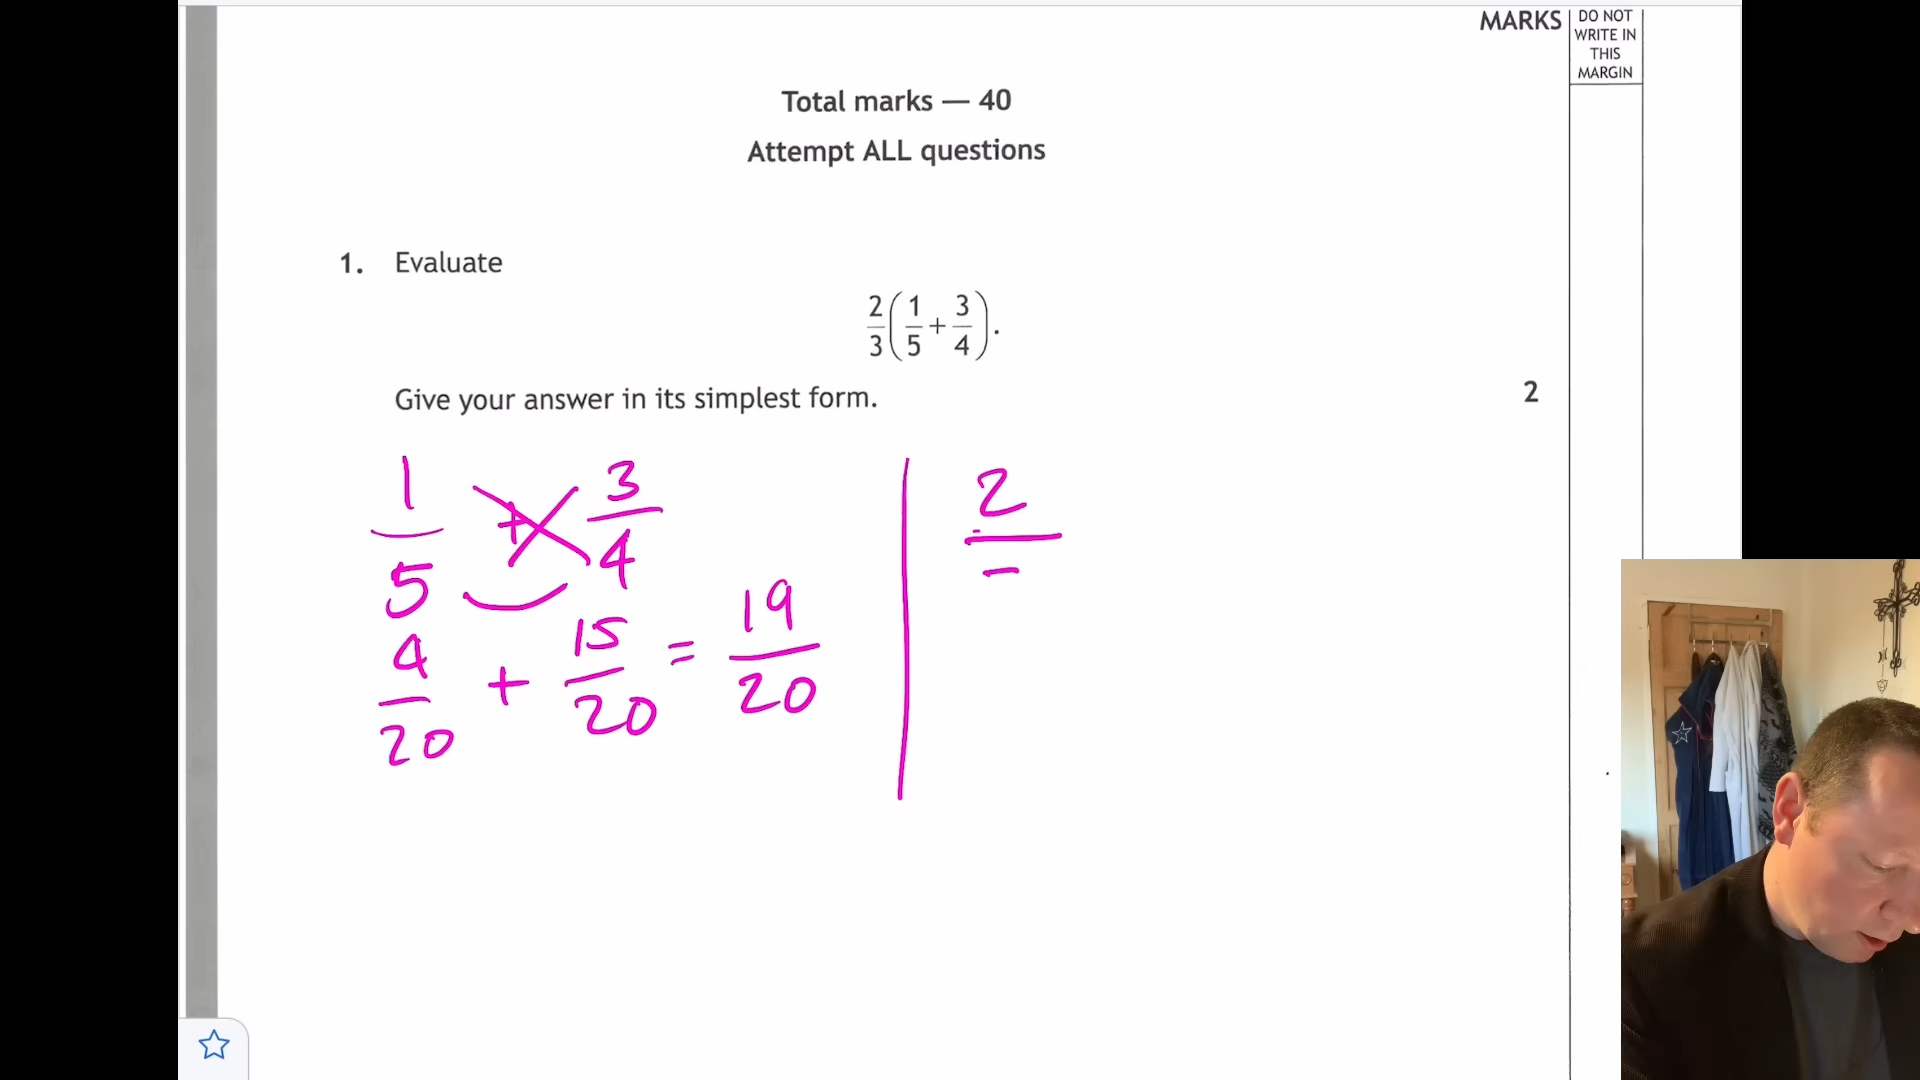 MARKS
DO NOT
WRITE IN
THIS
MARGIN
Total marks — 40
Attempt ALL questions
1. Evaluate
2/3(1/5+3/4).
Give your answer in its simplest form. 2
1/5 + 3/4
4/20 + 15/20 = 19/20
2